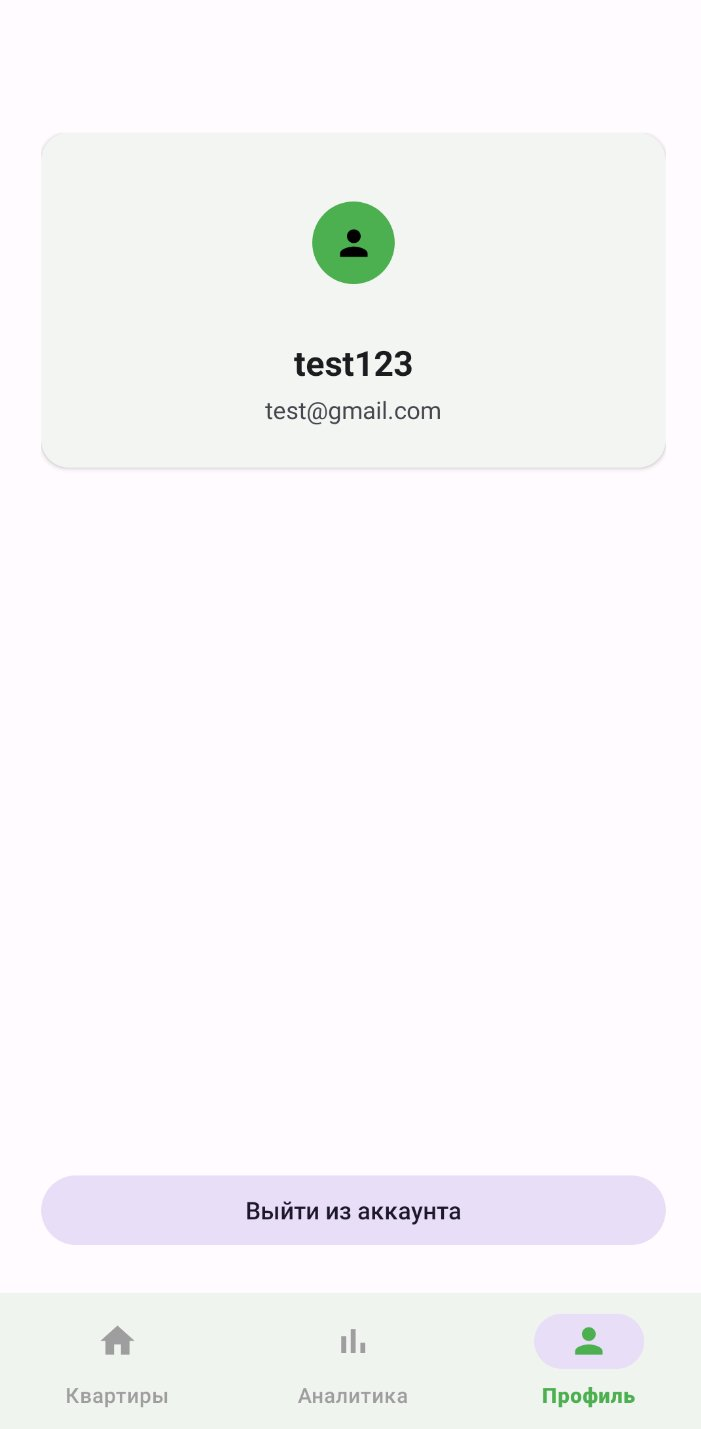 test123
test@gmail.com
Выйти из аккаунта
Квартиры
Аналитика
Профиль